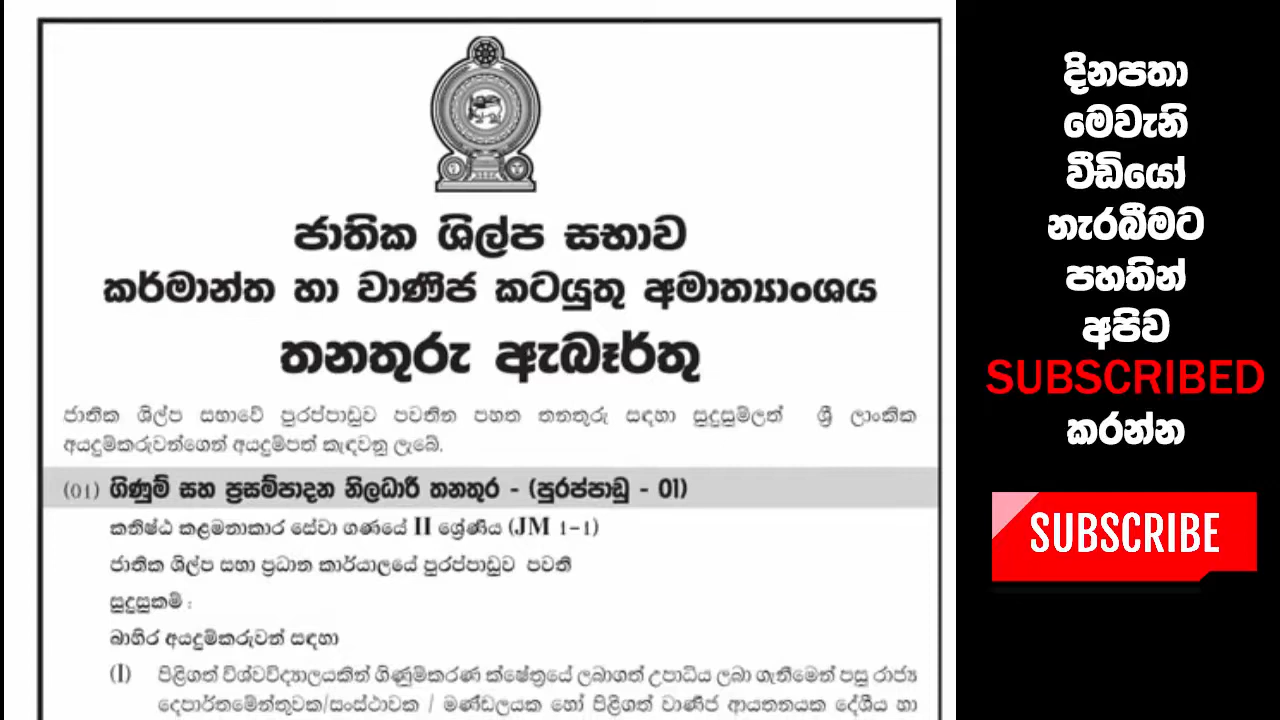 ජාතික ශිල්ප සභාව
කර්මාන්ත හා වාණිජ කටයුතු අමාත්‍යාංශය
තනතුරු ඇබෑර්තු
ජාතික ශිල්ප සභාවේ පුරප්පාඩුව පවතින පහත තනතුරු සඳහා සුදුසුමලත් ශ්‍රී ලාංකික
අයදුම්කරුවන්ගෙන් අයදුම්පත් කැඳවනු ලැබේ.
(01) ගිණුම් සහ ප්‍රසම්පාදන නිලධාරී තනතුර - (පුරප්පාඩු - 01)
කනිෂ්ඨ කළමනාකාර සේවා ගණයේ II ශ්‍රේණිය (JM 1-1)
ජාතික ශිල්ප සභා ප්‍රධාන කාර්යාලයේ පුරප්පාඩුව පවතී
සුදුසුකම් :
බාහිර අයදුම්කරුවන් සඳහා
(I) පිළිගත් විශ්වවිද්‍යාලයකින් ගිණුම්කරණ ක්ෂේත්‍රයේ ලබාගත් උපාධිය ලබා ගැනීමෙන් පසු රාජ්‍ය
දෙපාර්තමේන්තුවක/සංස්ථාවක / මණ්ඩලයක හෝ පිළිගත් වාණිජ ආයතනයක දේශීය හා
දිනපතා
මෙවැනි
වීඩියෝ
නැරබීමට
පහතින්
අපිව
SUBSCRIBED
කරන්න
SUBSCRIBE